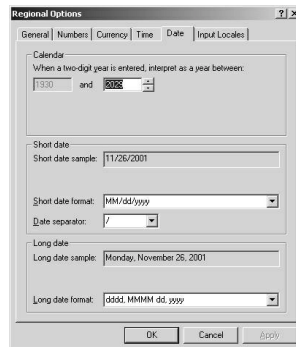 Regional Options
General Numbers Currency Time Date Input Locales
Calendar
When a two-digit year is entered, interpret as a year between:
1930 and 2029
Short date
Short date sample: 11/26/2001
Short date format: MM/dd/yyyy
Date separator: /
Long date
Long date sample: Monday, November 26, 2001
Long date format: dddd, MMMM dd, yyyy
OK Cancel Apply